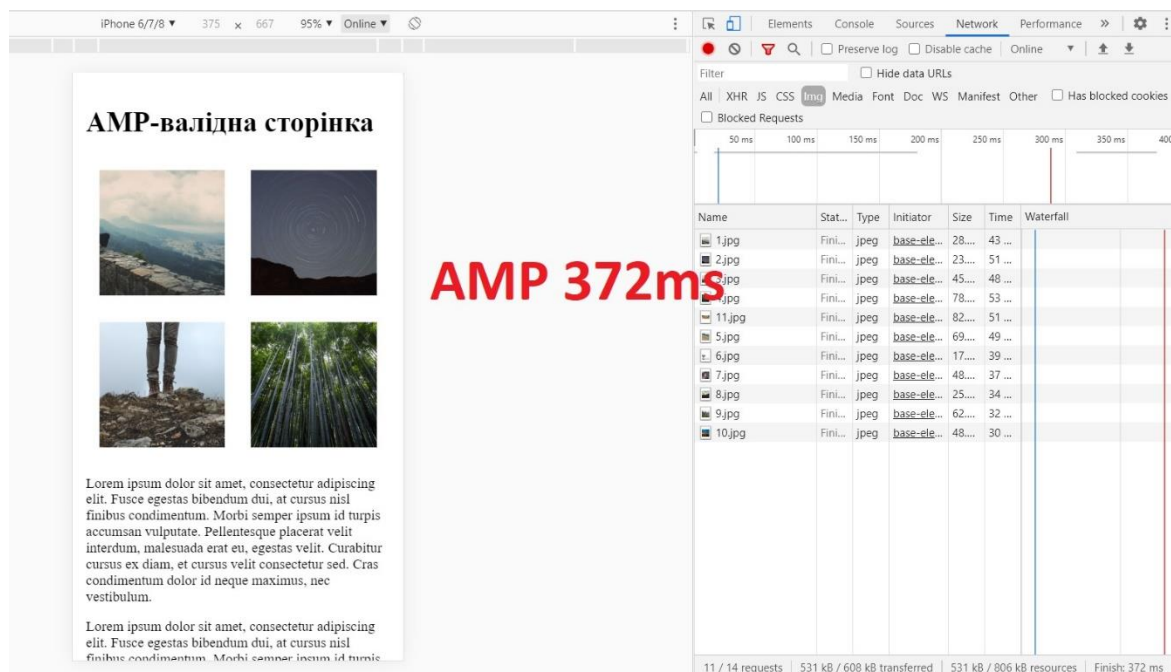 iPhone 6/7/8 ▼ 375 x 667 95% ▼ Online ▼
Elements Console Sources Network Performance »
Preserve log Disable cache Online ▼
Filter Hide data URLs
All XHR JS CSS Img Media Font Doc WS Manifest Other Has blocked cookies
Blocked Requests
50 ms 100 ms 150 ms 200 ms 250 ms 300 ms 350 ms 400
АМР-валідна сторінка
AMP 372ms
Name Stat... Type Initiator Size Time Waterfall
1.jpg Fini... jpeg base-ele... 28.... 43 ...
2.jpg Fini... jpeg base-ele... 23.... 51 ...
3.jpg Fini... jpeg base-ele... 45.... 48 ...
4.jpg Fini... jpeg base-ele... 78.... 53 ...
11.jpg Fini... jpeg base-ele... 82.... 51 ...
5.jpg Fini... jpeg base-ele... 69.... 49 ...
6.jpg Fini... jpeg base-ele... 17.... 39 ...
7.jpg Fini... jpeg base-ele... 48.... 37 ...
8.jpg Fini... jpeg base-ele... 25.... 34 ...
9.jpg Fini... jpeg base-ele... 62.... 32 ...
10.jpg Fini... jpeg base-ele... 48.... 30 ...
Lorem ipsum dolor sit amet, consectetur adipiscing
elit. Fusce egestas bibendum dui, at cursus nisl
finibus condimentum. Morbi semper ipsum id turpis
accumsan vulputate. Pellentesque placerat velit
interdum, malesuada erat eu, egestas velit. Curabitur
cursus ex diam, et cursus velit consectetur sed. Cras
condimentum dolor id neque maximus, nec
vestibulum.
Lorem ipsum dolor sit amet, consectetur adipiscing
elit. Fusce egestas bibendum dui, at cursus nisl
finibus condimentum. Morbi semper ipsum id turpis
11 / 14 requests 531 kB / 608 kB transferred 531 kB / 806 kB resources Finish: 372 ms